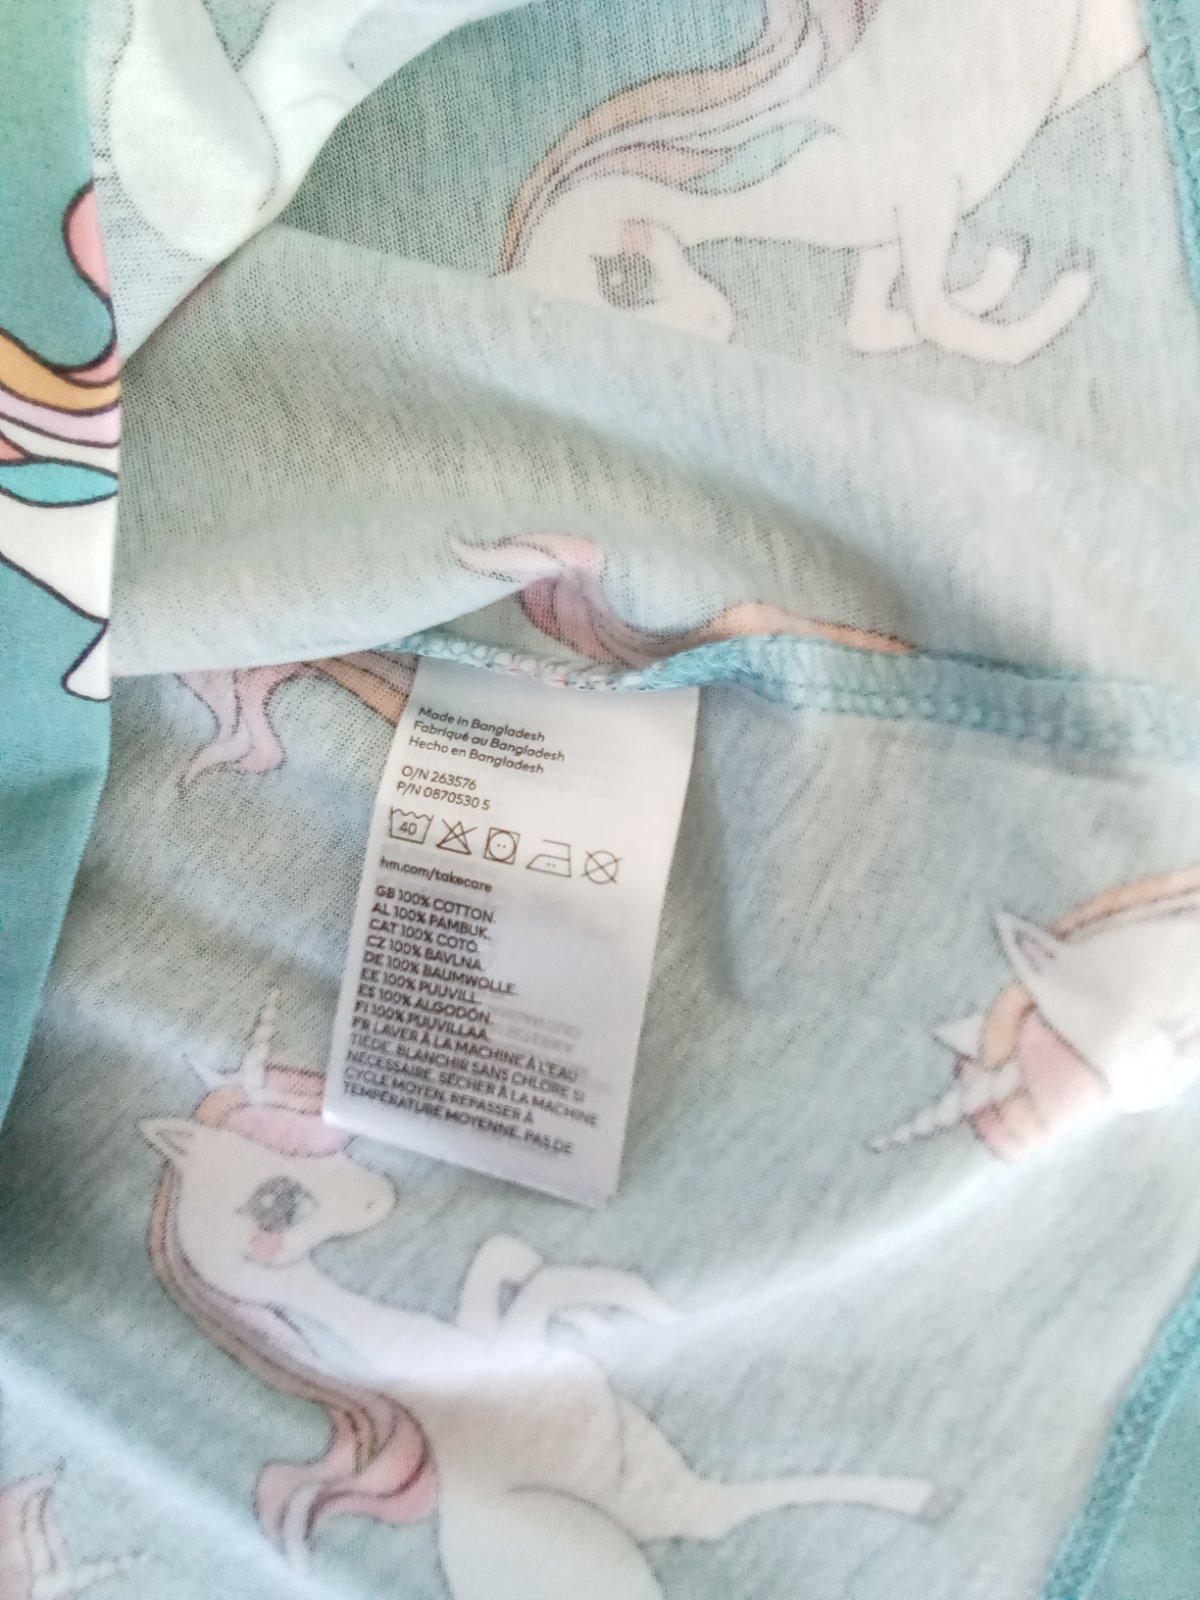 Made in Bangladesh
Fabriqué au Bangladesh
Hecho en Bangladesh
O/N 263576
P/N 0870530 5
40
hm.com/takecare
GB 100% COTTON.
AL 100% PAMBUK.
CAT 100% COTÓ.
CZ 100% BAVLNA.
DE 100% BAUMWOLLE.
EE 100% PUUVILL.
ES 100% ALGODÓN.
FI 100% PUUVILLAA.
FR LAVER À LA MACHINE À L'EAU
TIÈDE. BLANCHIR SANS CHLORE SI
NÉCESSAIRE. SÉCHER À LA MACHINE
CYCLE MOYEN. REPASSER À
TEMPÉRATURE MOYENNE. PAS DE